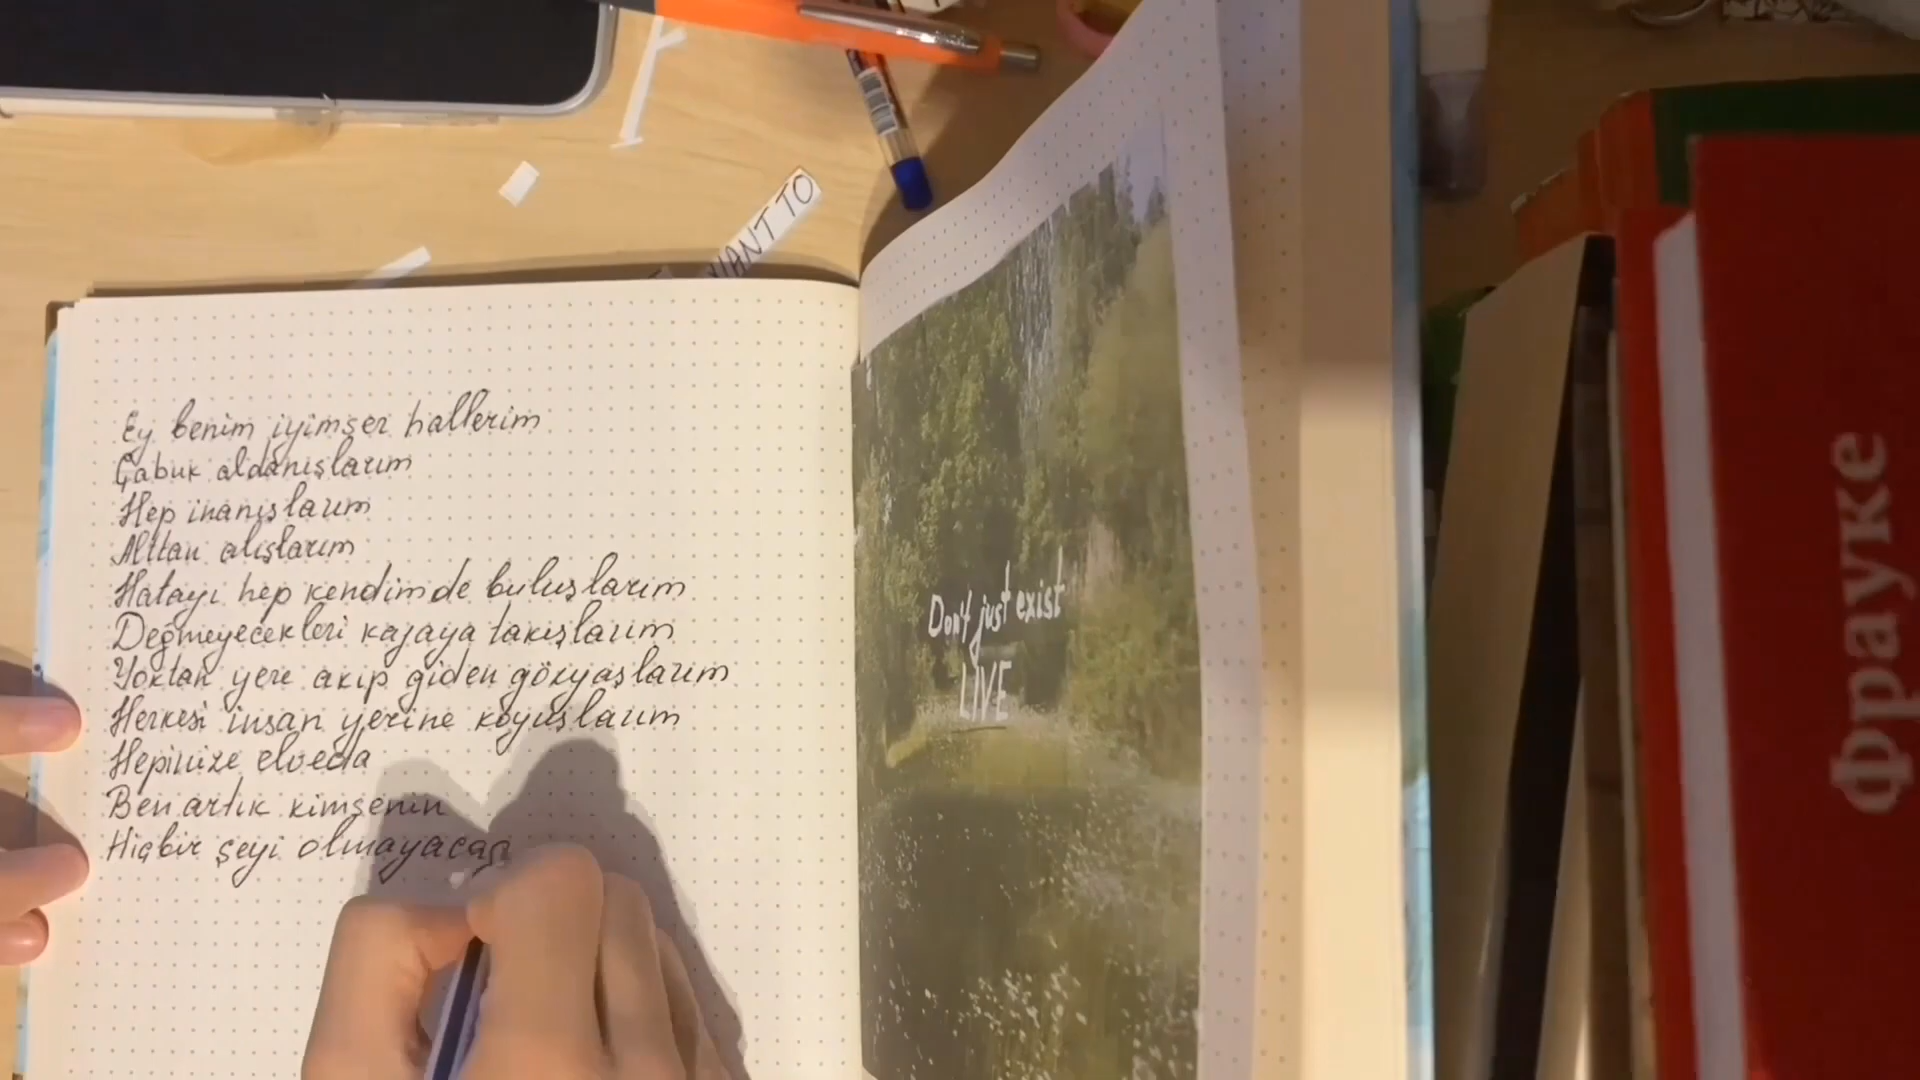 Ey benim iyimser hallerim
Çabuk aldanışlarım
Hep inanışlarım
Alttan alışlarım
Hatayı hep kendimde buluşlarım
Değmeyecekleri kafaya takışlarım
Yoktan yere akıp giden gözyaşlarım
Herkesi insan yerine koyuşlarım
Hepinize elveda
Ben artık kimsenin
Hiçbir şeyi olmayacağı
Don't just exist
LIVE
WANT TO
Фрауке